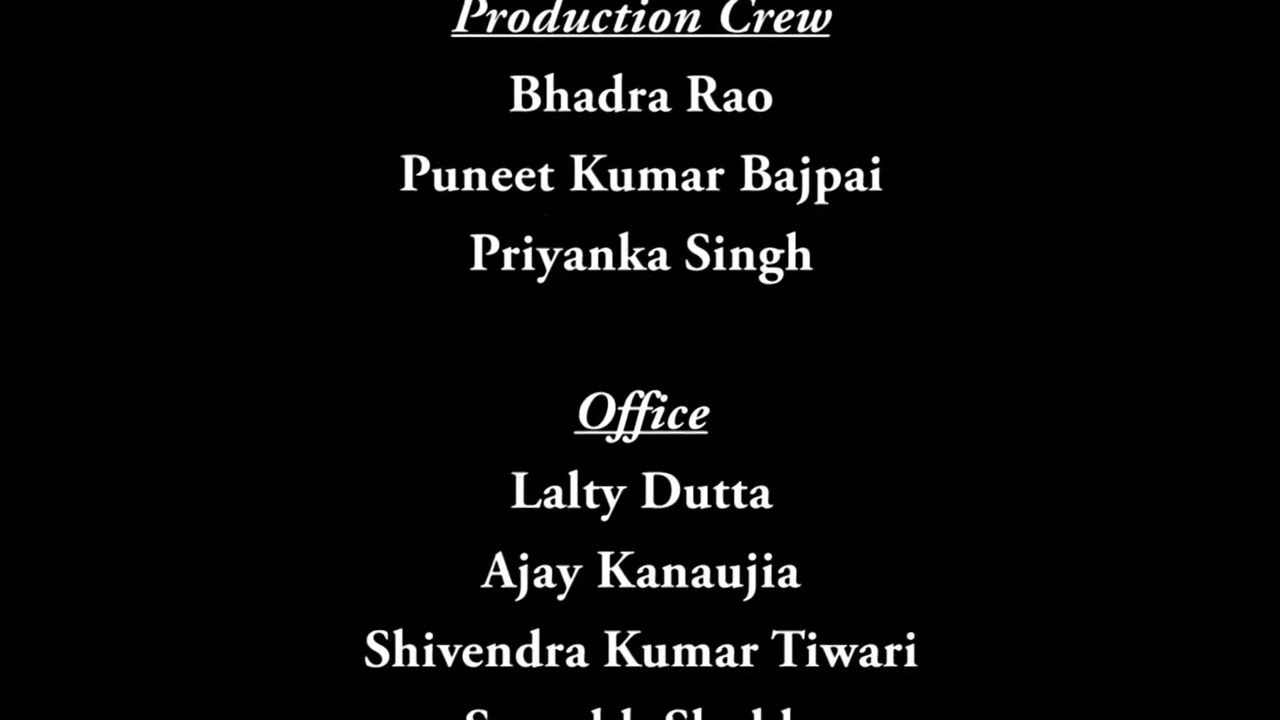 Production Crew
Bhadra Rao
Puneet Kumar Bajpai
Priyanka Singh
Office
Lalty Dutta
Ajay Kanaujia
Shivendra Kumar Tiwari